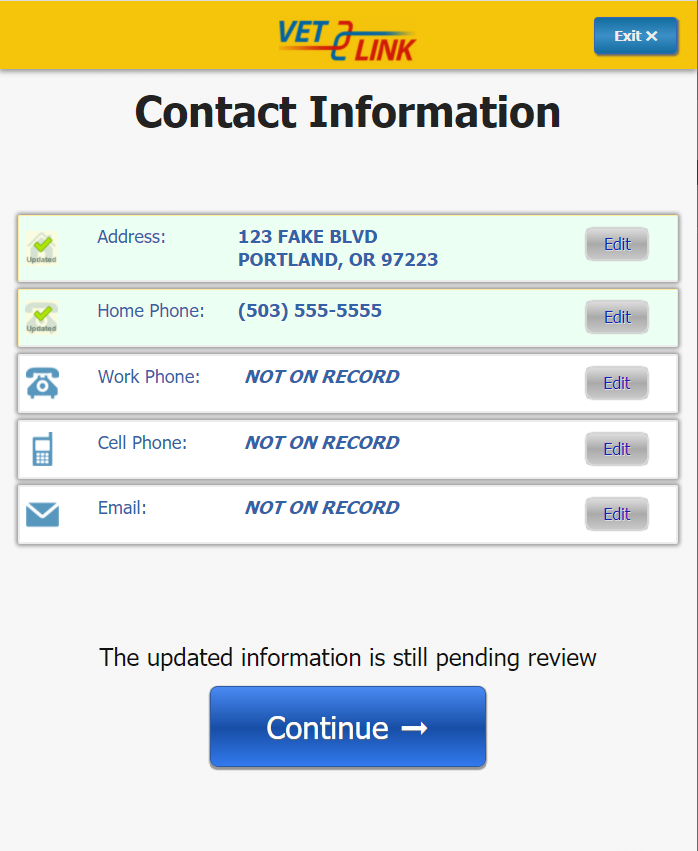 VET LINK
Exit ✕
Contact Information
Updated
Address:
123 FAKE BLVD
PORTLAND, OR 97223
Edit
Updated
Home Phone:
(503) 555-5555
Edit
Work Phone:
NOT ON RECORD
Edit
Cell Phone:
NOT ON RECORD
Edit
Email:
NOT ON RECORD
Edit
The updated information is still pending review
Continue →